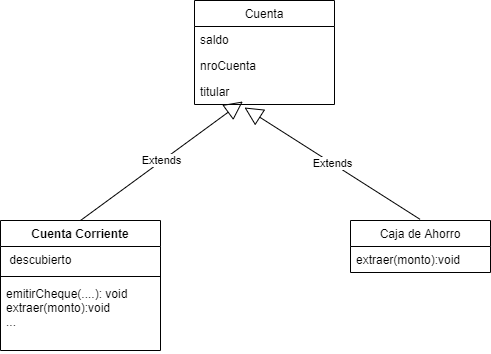 Cuenta
saldo
nroCuenta
titular
Extends
Extends
Cuenta Corriente
descubierto
emitirCheque(....): void
extraer(monto):void
...
Caja de Ahorro
extraer(monto):void